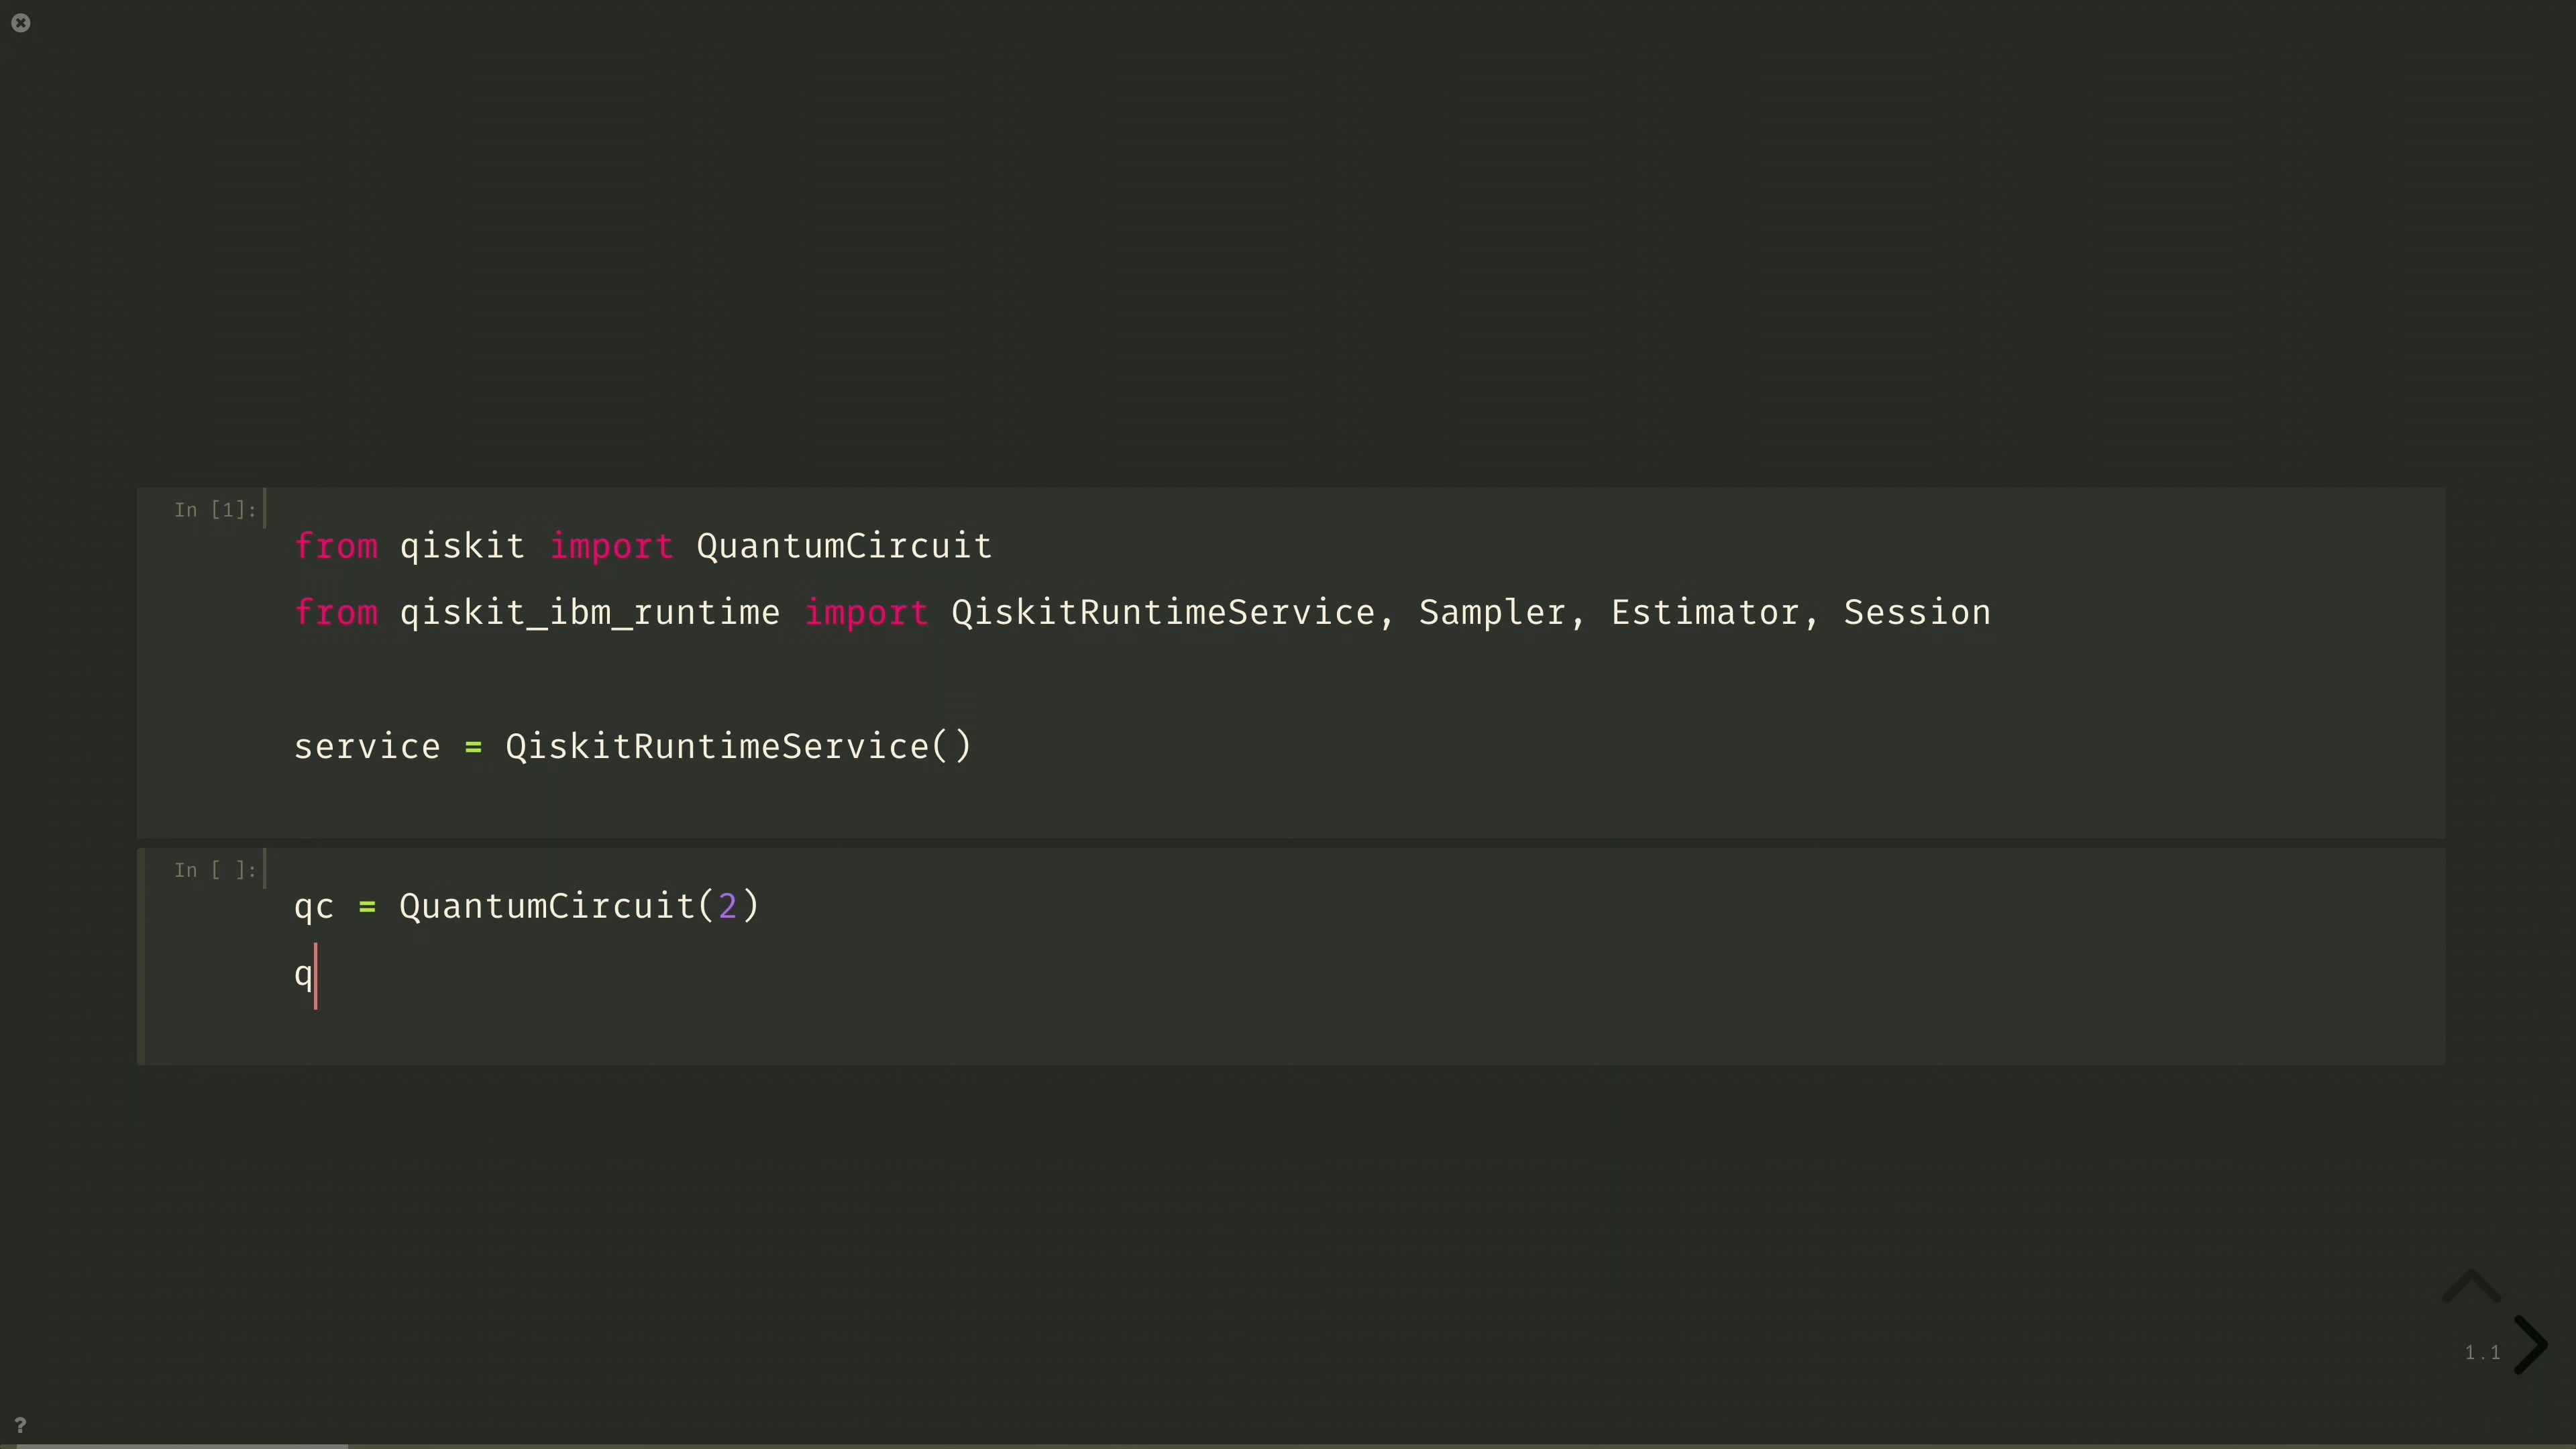 In [1]:
from qiskit import QuantumCircuit
from qiskit_ibm_runtime import QiskitRuntimeService, Sampler, Estimator, Session
service = QiskitRuntimeService()
In [ ]:
qc = QuantumCircuit(2)
q
1.1
?